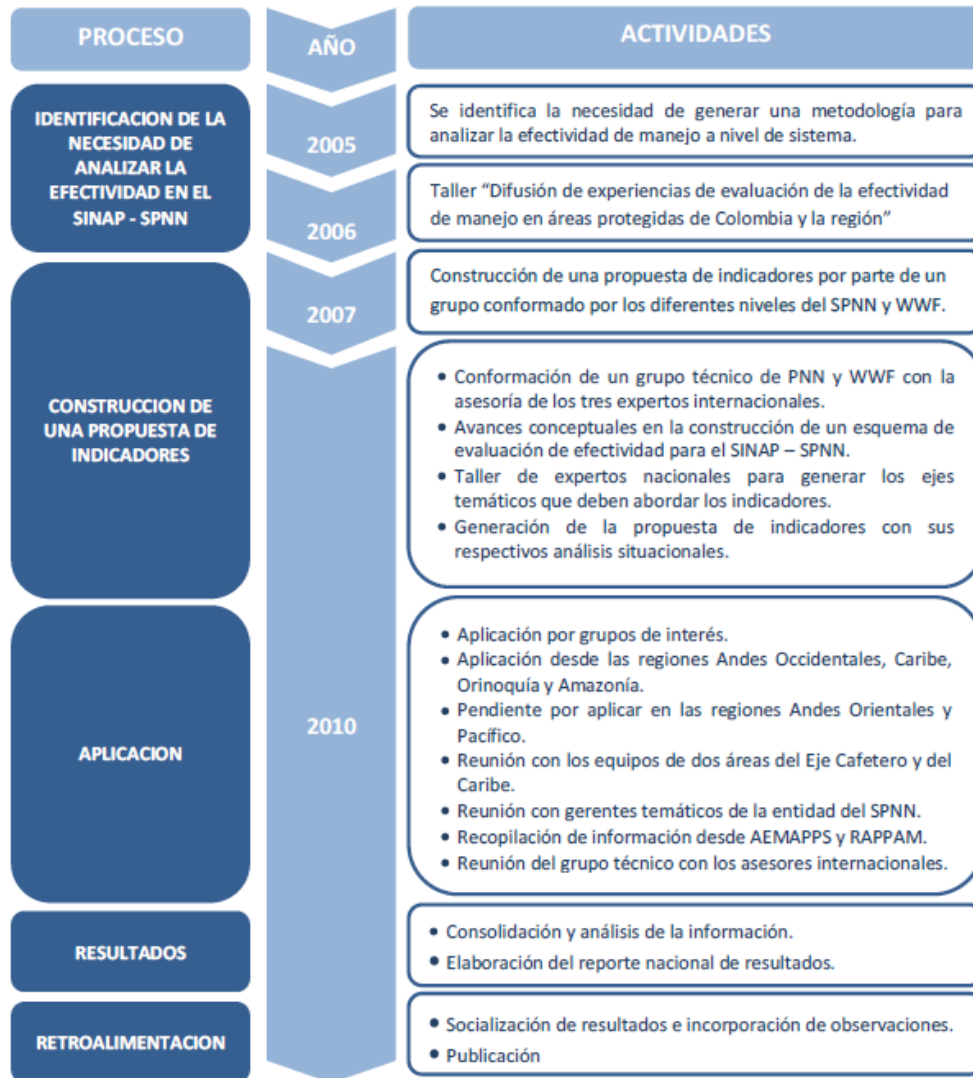 PROCESO
AÑO
ACTIVIDADES
IDENTIFICACION DE LA
NECESIDAD DE
ANALIZAR LA
EFECTIVIDAD EN EL
SINAP - SPNN
2005
Se identifica la necesidad de generar una metodología para
analizar la efectividad de manejo a nivel de sistema.
2006
Taller “Difusión de experiencias de evaluación de la efectividad
de manejo en áreas protegidas de Colombia y la región”
CONSTRUCCION DE
UNA PROPUESTA DE
INDICADORES
2007
Construcción de una propuesta de indicadores por parte de un
grupo conformado por los diferentes niveles del SPNN y WWF.
2010
• Conformación de un grupo técnico de PNN y WWF con la
asesoría de los tres expertos internacionales.
• Avances conceptuales en la construcción de un esquema de
evaluación de efectividad para el SINAP – SPNN.
• Taller de expertos nacionales para generar los ejes
temáticos que deben abordar los indicadores.
• Generación de la propuesta de indicadores con sus
respectivos análisis situacionales.
APLICACION
• Aplicación por grupos de interés.
• Aplicación desde las regiones Andes Occidentales, Caribe,
Orinoquía y Amazonía.
• Pendiente por aplicar en las regiones Andes Orientales y
Pacífico.
• Reunión con los equipos de dos áreas del Eje Cafetero y del
Caribe.
• Reunión con gerentes temáticos de la entidad del SPNN.
• Recopilación de información desde AEMAPPS y RAPPAM.
• Reunión del grupo técnico con los asesores internacionales.
RESULTADOS
• Consolidación y análisis de la información.
• Elaboración del reporte nacional de resultados.
RETROALIMENTACION
• Socialización de resultados e incorporación de observaciones.
• Publicación